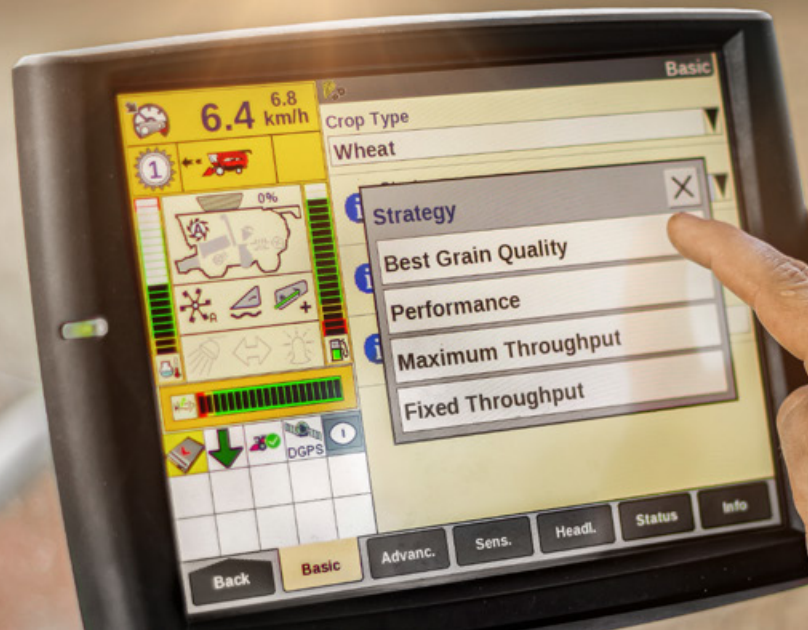 Basic
6.4
6.8
km/h
1
0%
A
A
DGPS
Crop Type
Wheat
Strategy
Best Grain Quality
Performance
Maximum Throughput
Fixed Throughput
Back
Basic
Advanc.
Sens.
Headl.
Status
Info